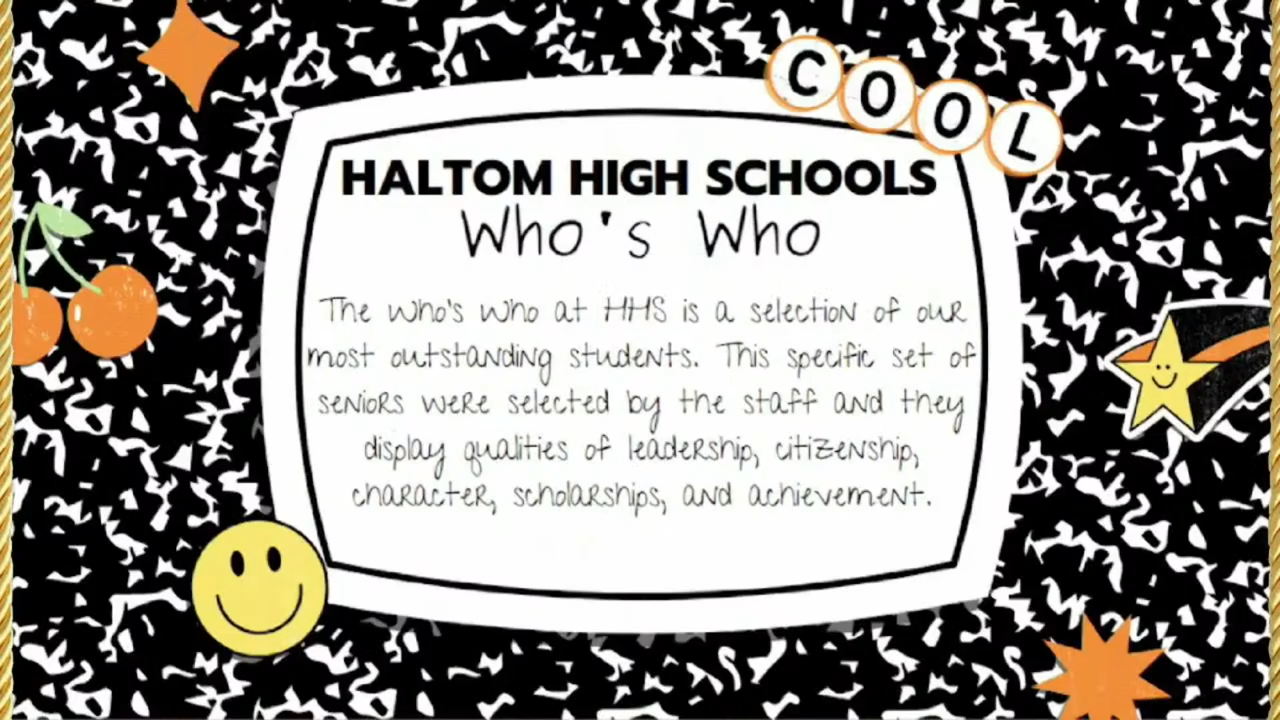 COOL
HALTOM HIGH SCHOOLS
Who's Who
The Who's Who at HHS is a selection of our
most outstanding students. This specific set of
seniors were selected by the staff and they
display qualities of leadership, citizenship,
character, scholarships, and achievement.